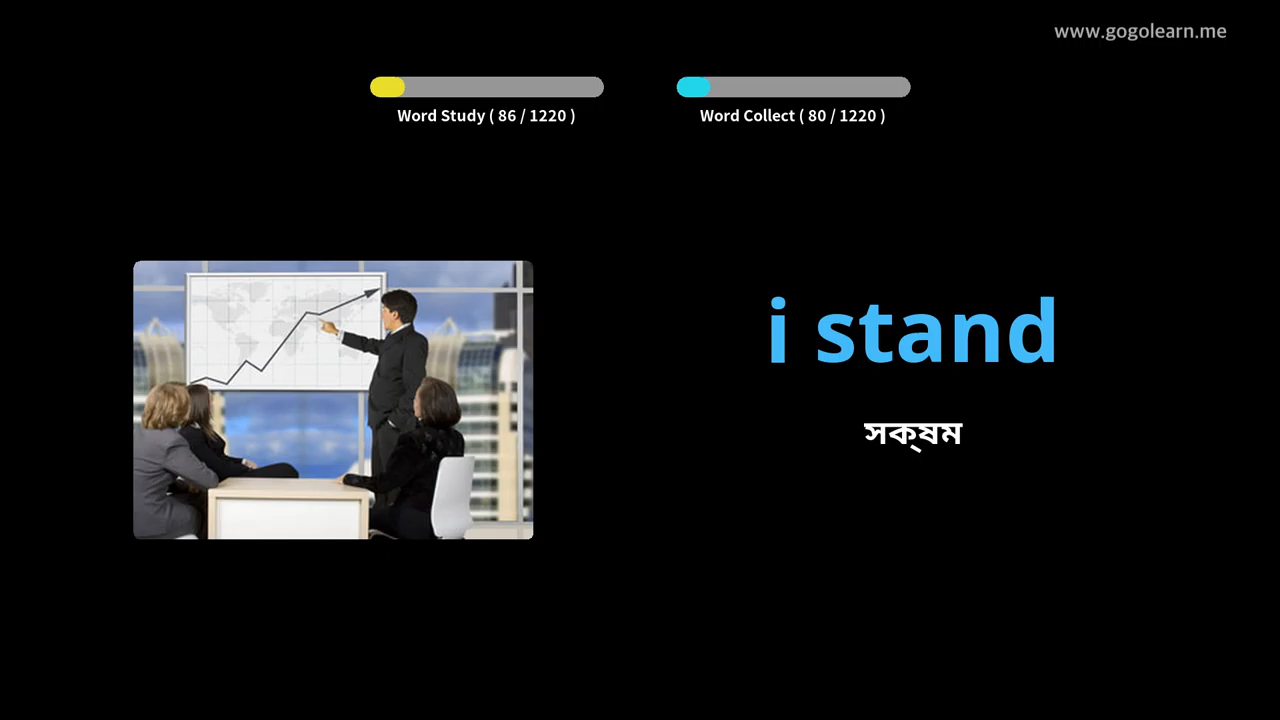 www.gogolearn.me
Word Study ( 86 / 1220 )
Word Collect ( 80 / 1220 )
i stand
সক্ষম